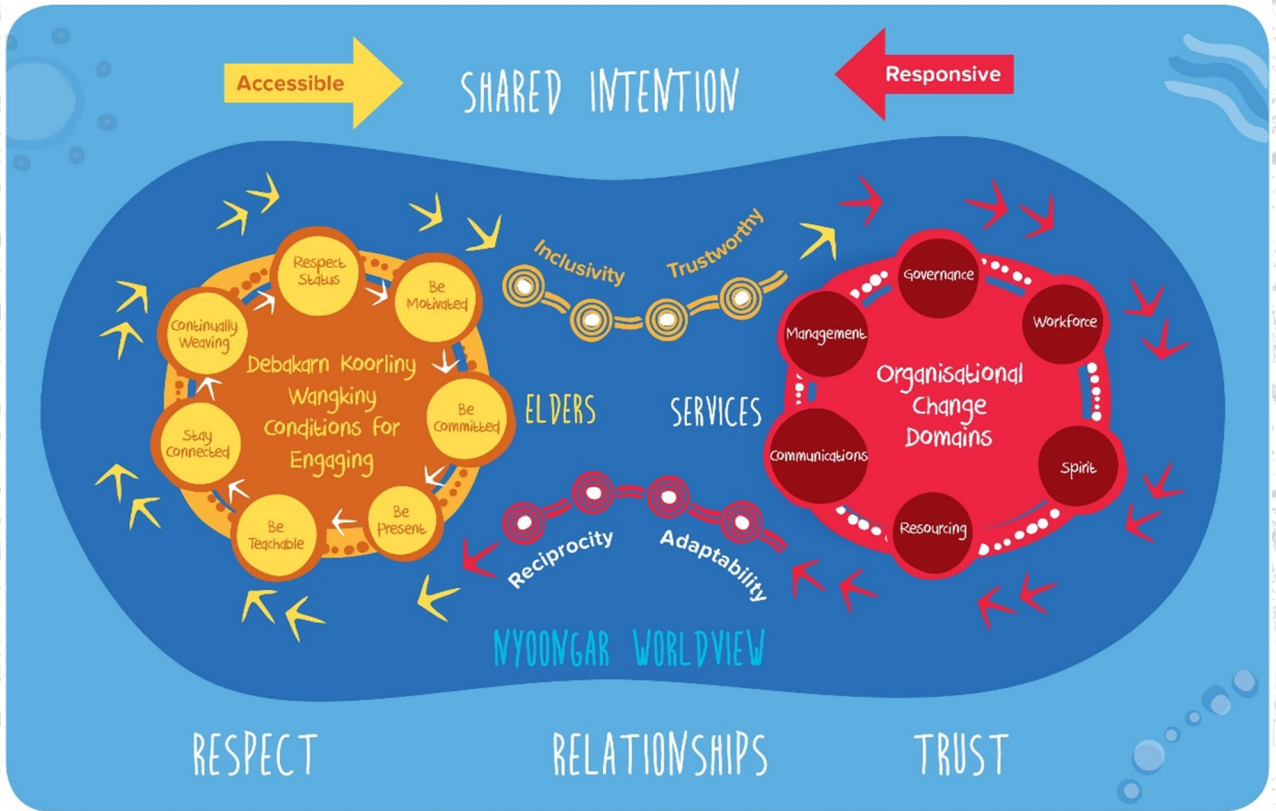 Accessible
SHARED INTENTION
Responsive
Inclusivity
Trustworthy
Respect
Status
Be
Motivated
Continually
Weaving
Debakarn Koorliny
Wangkiny
Conditions for
Engaging
Be
Committed
Stay
Connected
Be
Present
Be
Teachable
ELDERS
SERVICES
Governance
Management
Workforce
Organisational
Change
Domains
Communications
Spirit
Resourcing
Reciprocity
Adaptability
NYOONGAR WORLDVIEW
RESPECT
RELATIONSHIPS
TRUST